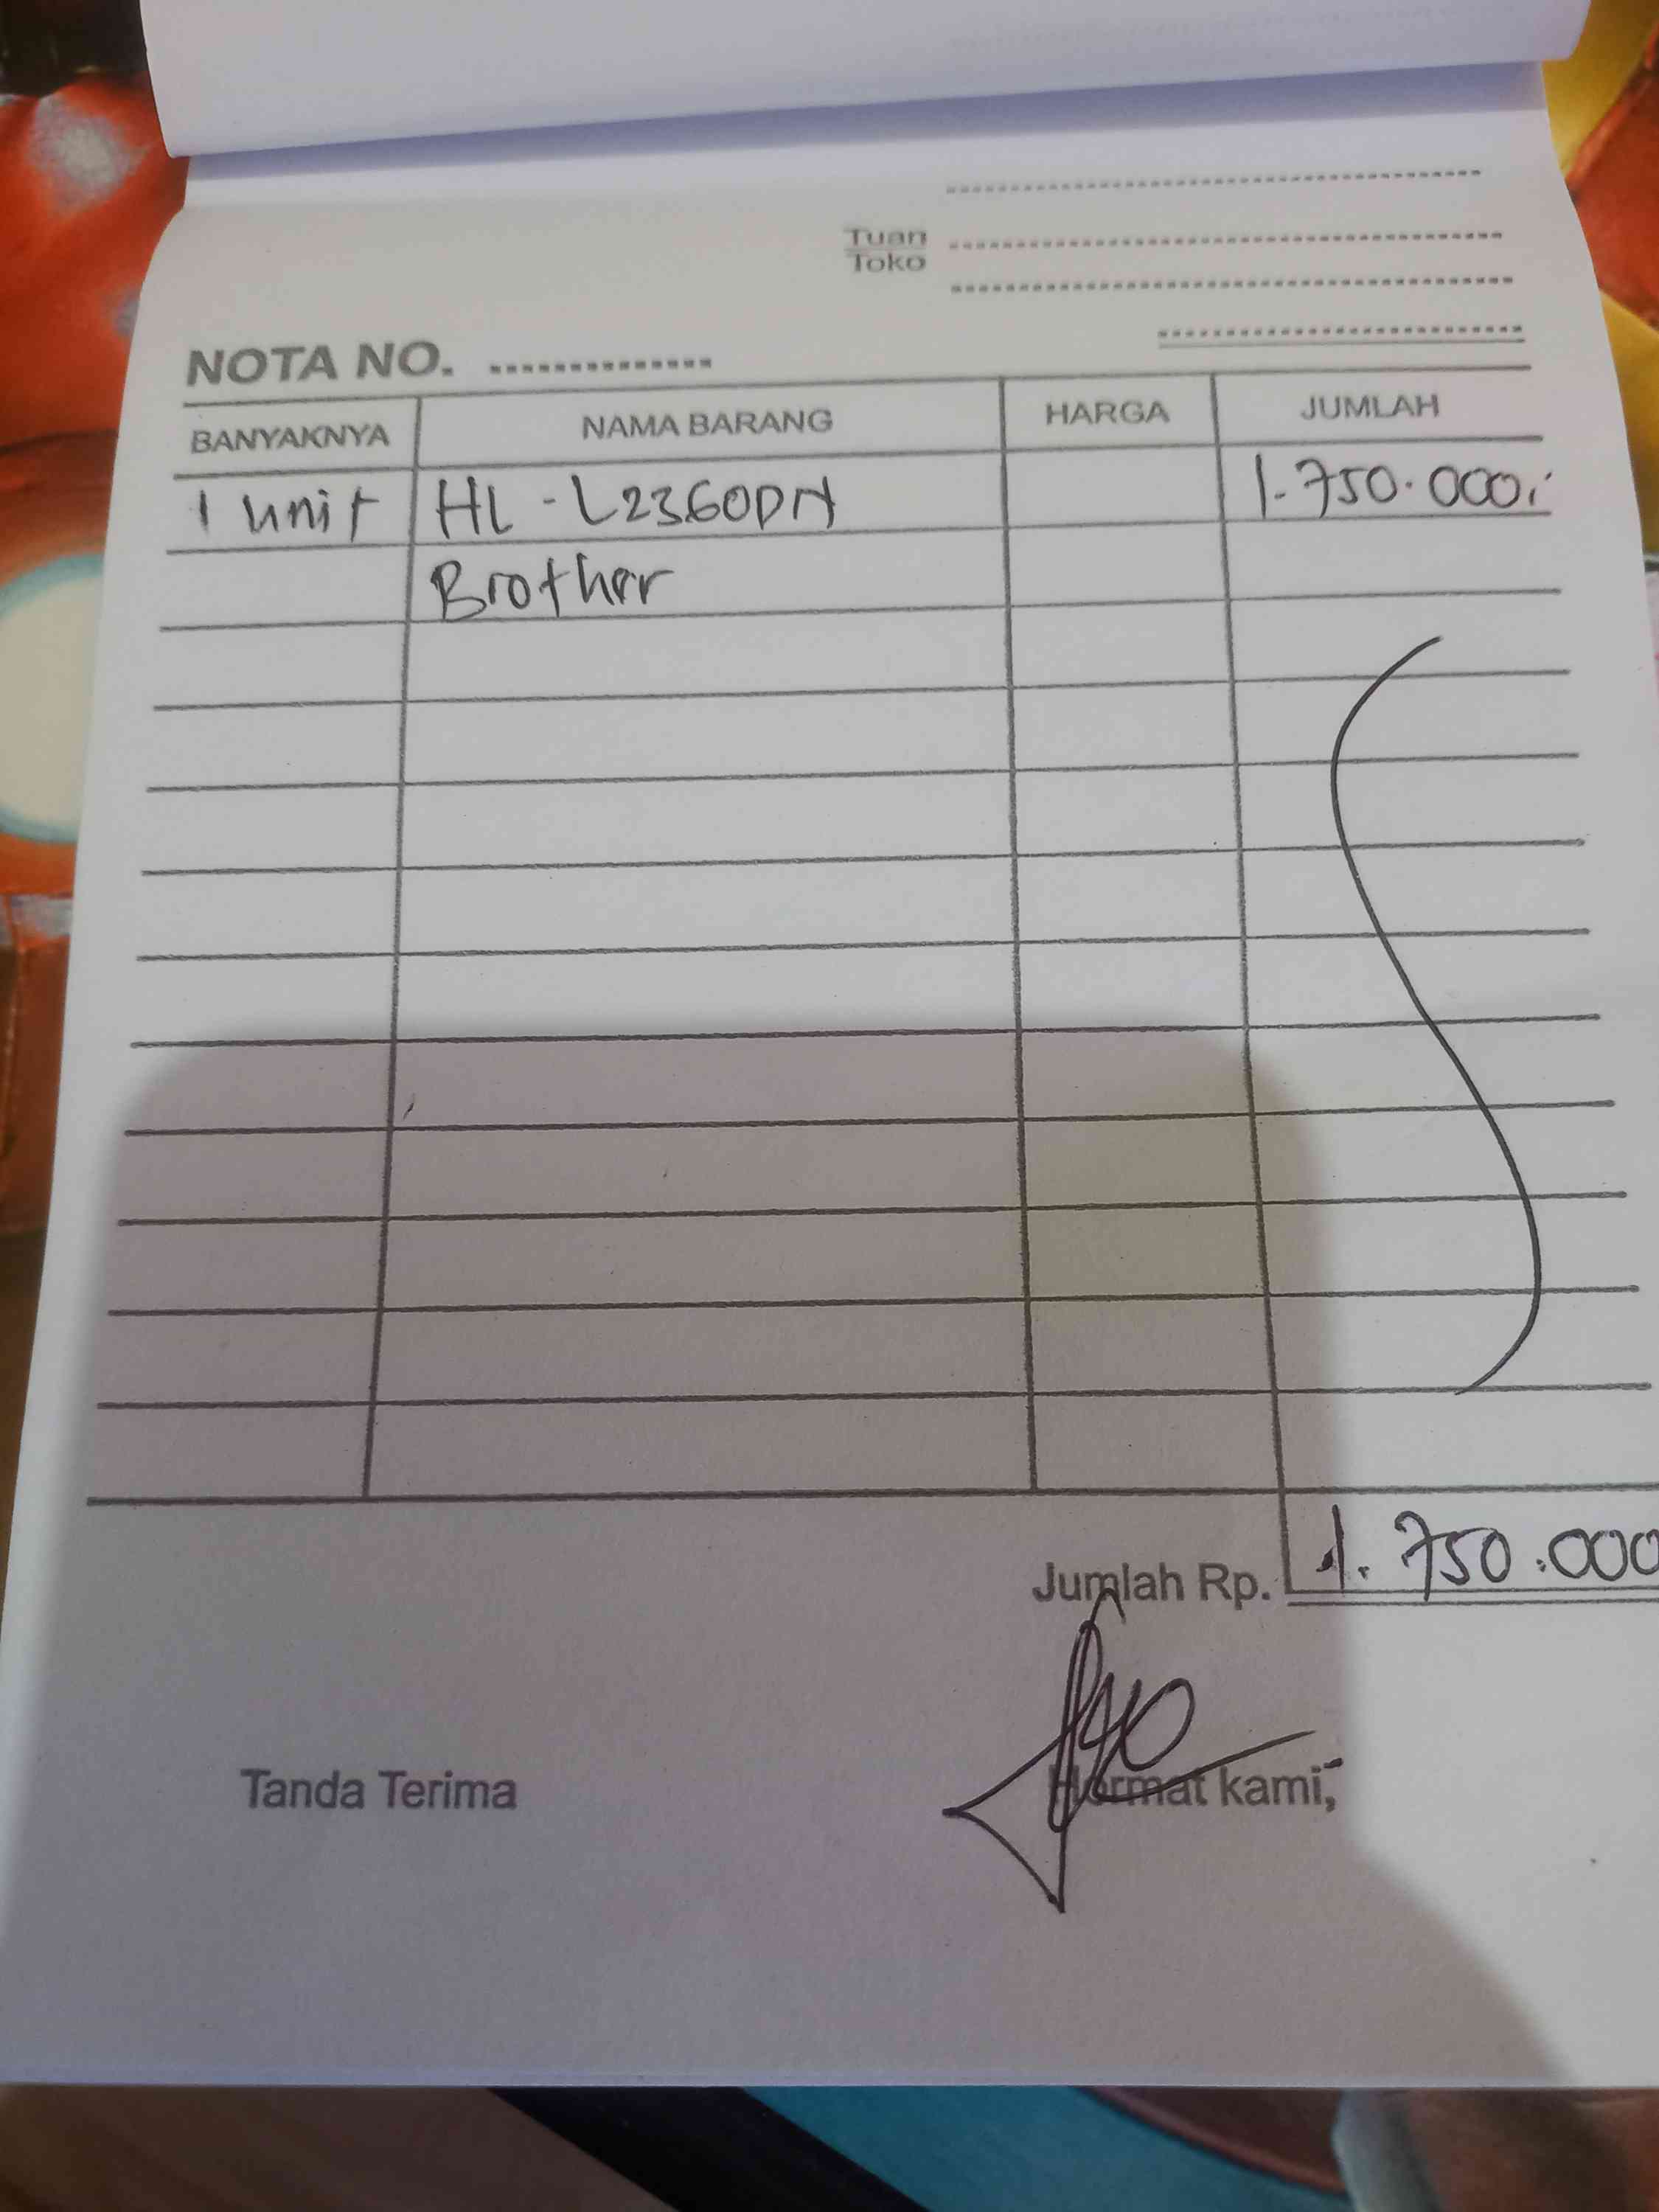 Tuan
Toko
NOTA NO. ..............
BANYAKNYA NAMA BARANG HARGA JUMLAH
1 unit HL - L2360DN 1.750.000,-
Brother
Jumlah Rp. 1.750.000
Tanda Terima Hormat kami,